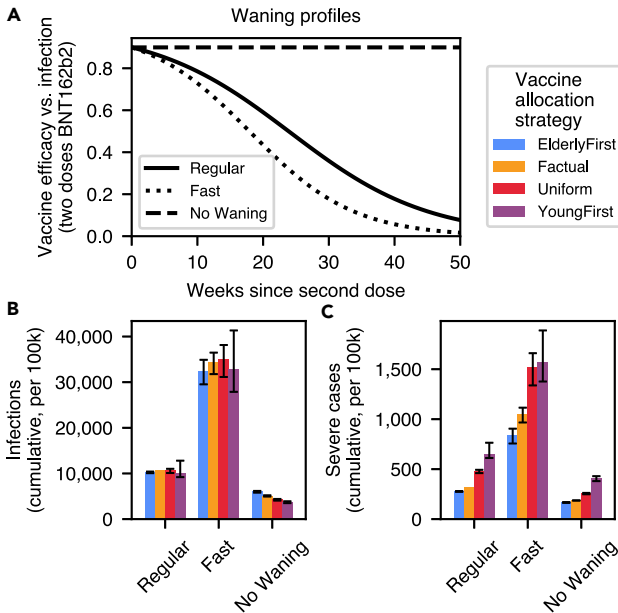 A
Waning profiles
Vaccine efficacy vs. infection
(two doses BNT162b2)
0.8
0.6
0.4
0.2
0.0
Regular
Fast
No Waning
0
10
20
30
40
50
Weeks since second dose
Vaccine
allocation
strategy
ElderlyFirst
Factual
Uniform
YoungFirst
B
Infections
(cumulative, per 100k)
40,000
30,000
20,000
10,000
0
Regular
Fast
No Waning
C
Severe cases
(cumulative, per 100k)
1,500
1,000
500
0
Regular
Fast
No Waning